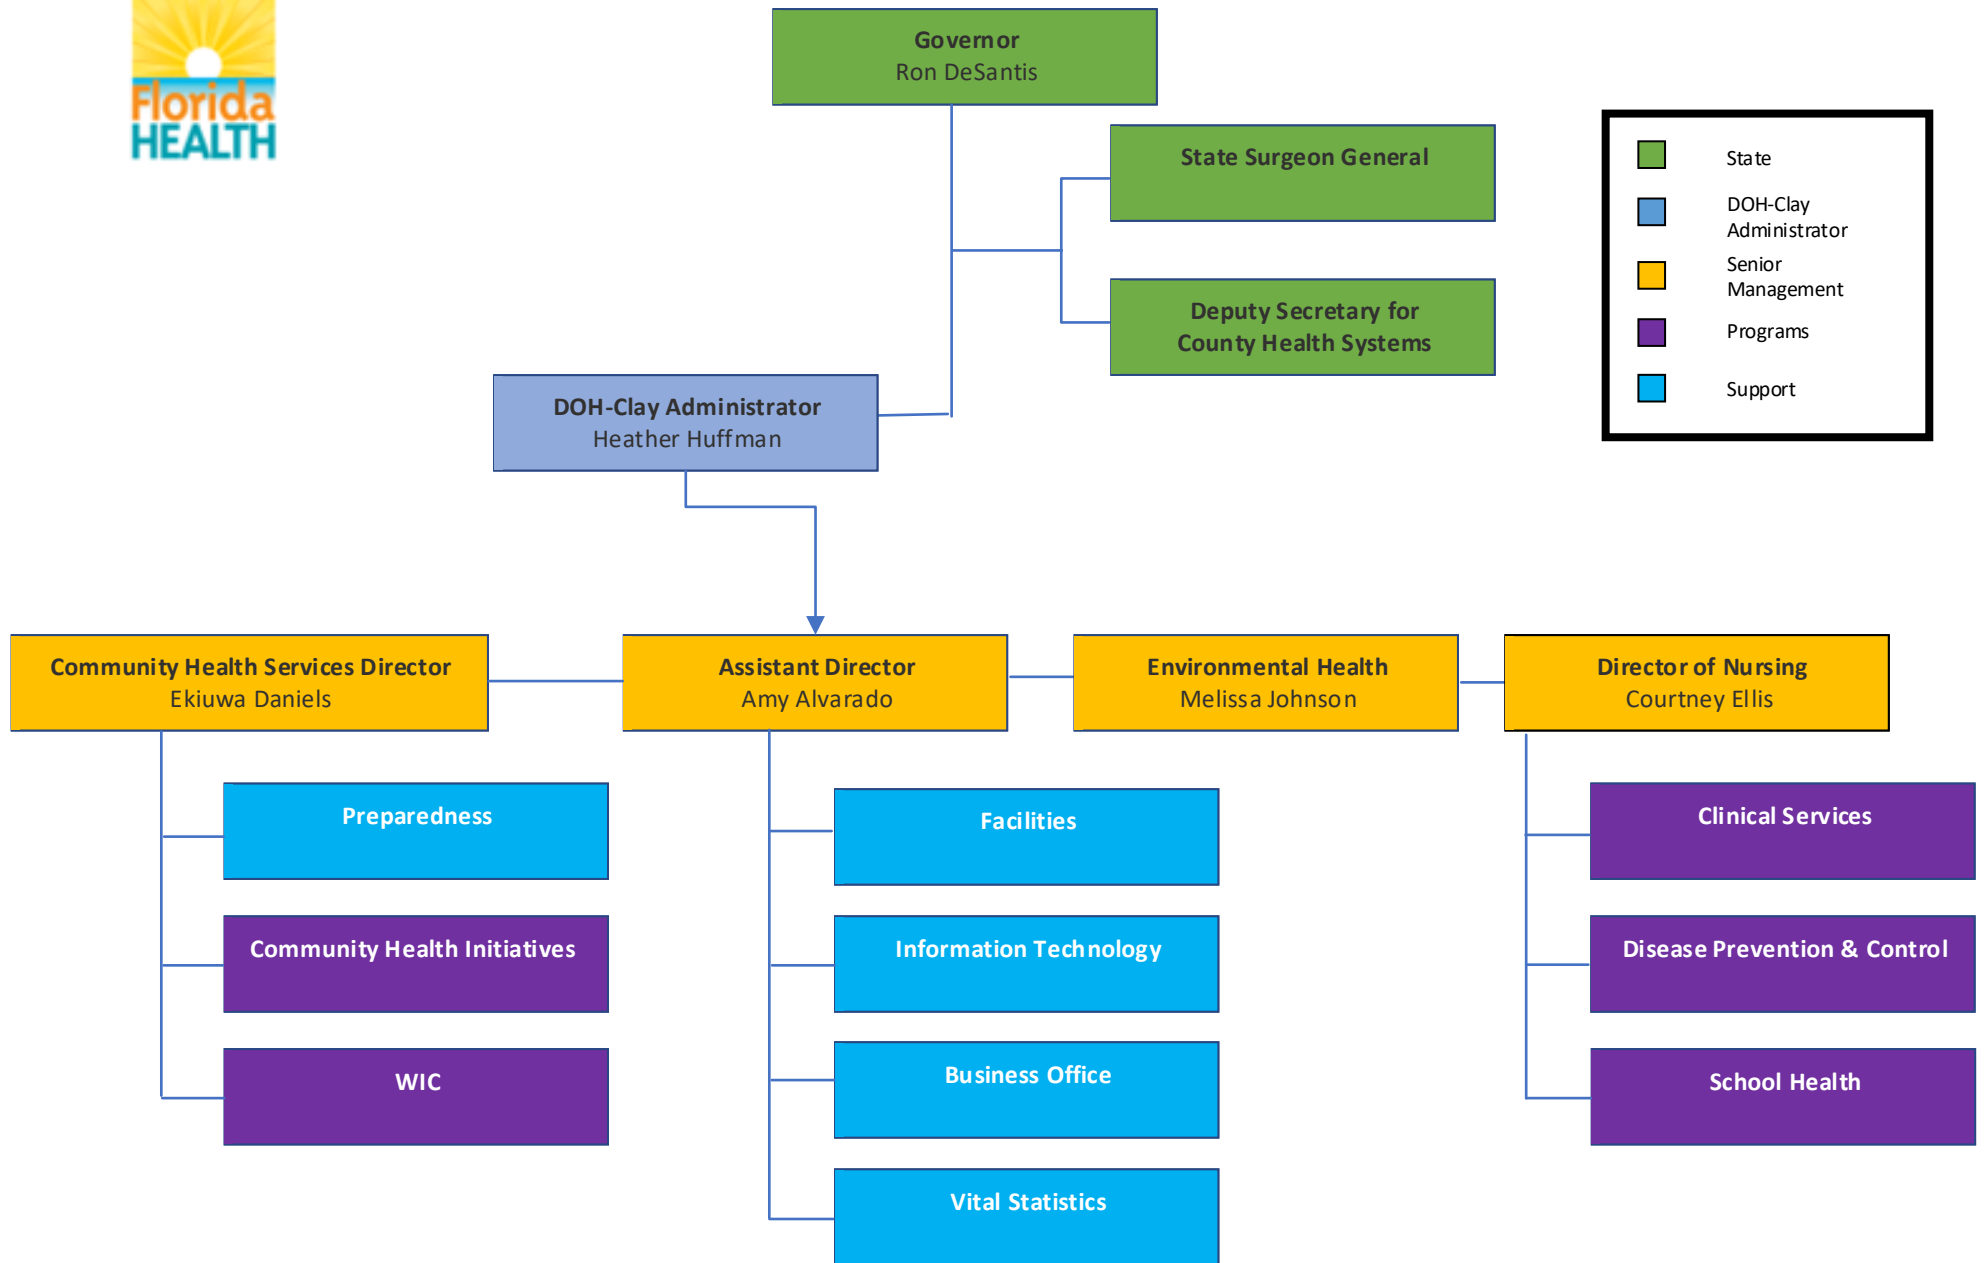 Florida
HEALTH
Governor
Ron DeSantis
State Surgeon General
Deputy Secretary for
County Health Systems
DOH-Clay Administrator
Heather Huffman
State
DOH-Clay
Administrator
Senior
Management
Programs
Support
Community Health Services Director
Ekiuwa Daniels
Assistant Director
Amy Alvarado
Environmental Health
Melissa Johnson
Director of Nursing
Courtney Ellis
Preparedness
Community Health Initiatives
WIC
Facilities
Information Technology
Business Office
Vital Statistics
Clinical Services
Disease Prevention & Control
School Health